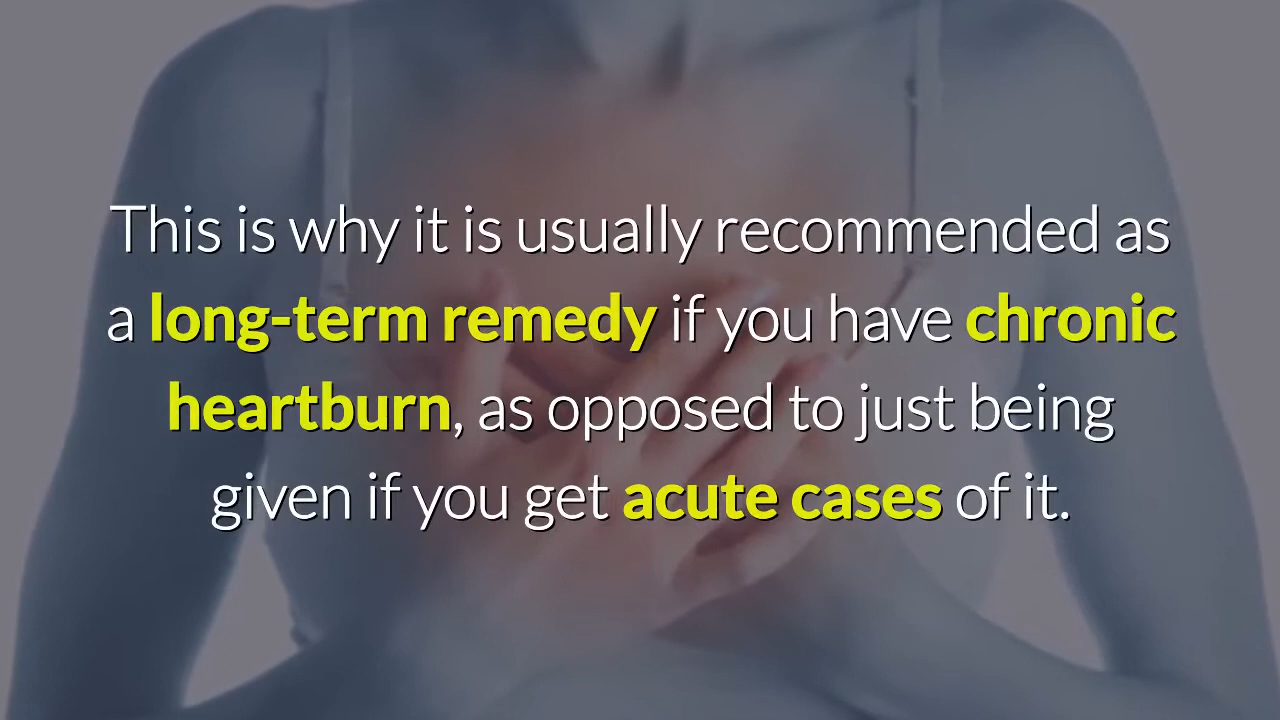 This is why it is usually recommended as
a long-term remedy if you have chronic
heartburn, as opposed to just being
given if you get acute cases of it.